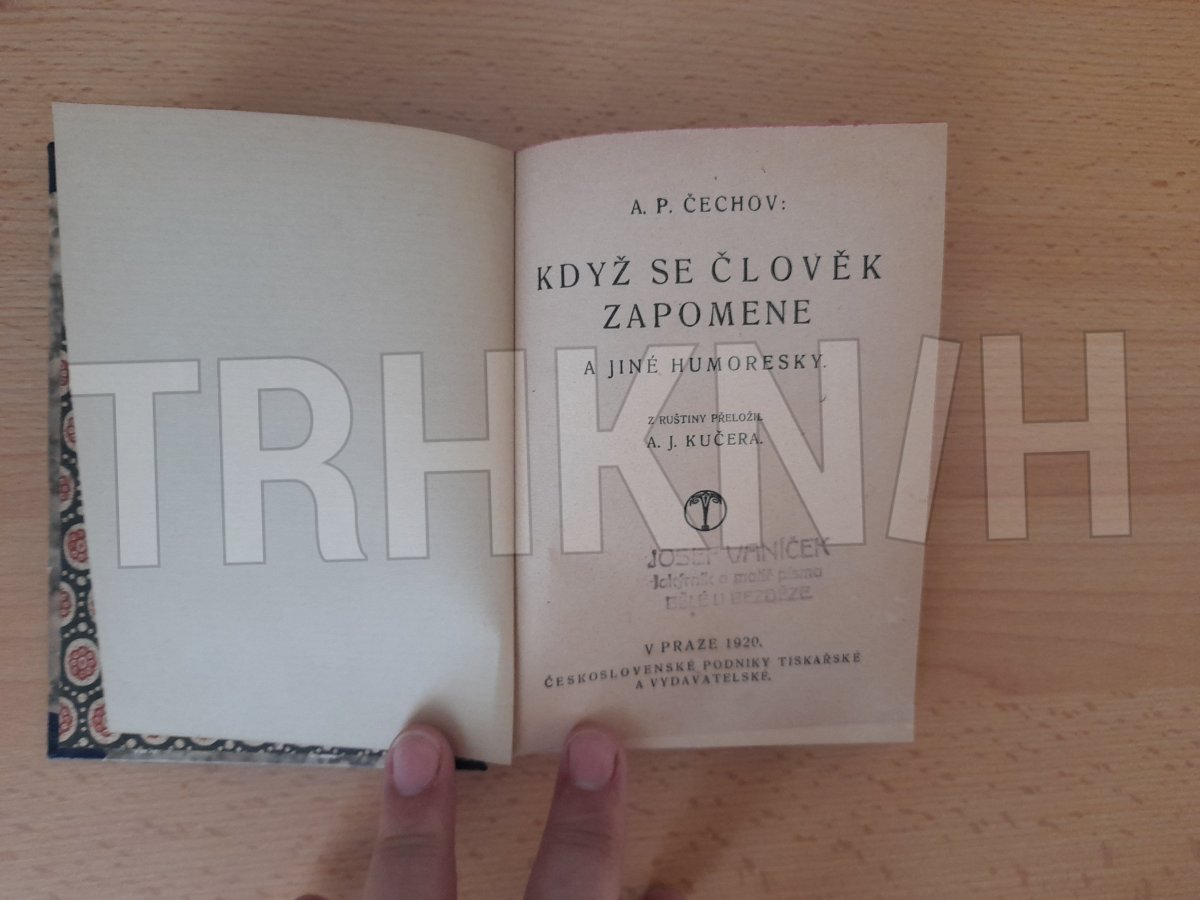 A. P. ČECHOV:
KDYŽ SE ČLOVĚK
ZAPOMENE
A JINÉ HUMORESKY.
Z RUŠTINY PŘELOŽIL
A. J. KUČERA.
TRHKNIH
JOSEF VANÍČEK
BĚLÉ U BEZDĚZE
V PRAZE 1920.
ČESKOSLOVENSKÉ PODNIKY TISKAŘSKÉ
A VYDAVATELSKÉ.